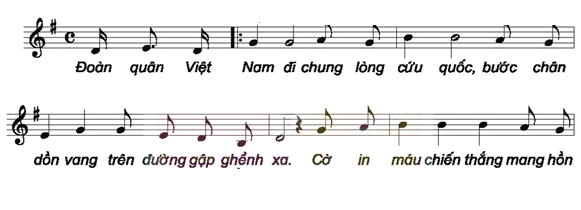 Đoàn quân Việt Nam đi chung lòng cứu quốc, bước chân
dồn vang trên đường gập ghềnh xa. Cờ in máu chiến thắng mang hồn